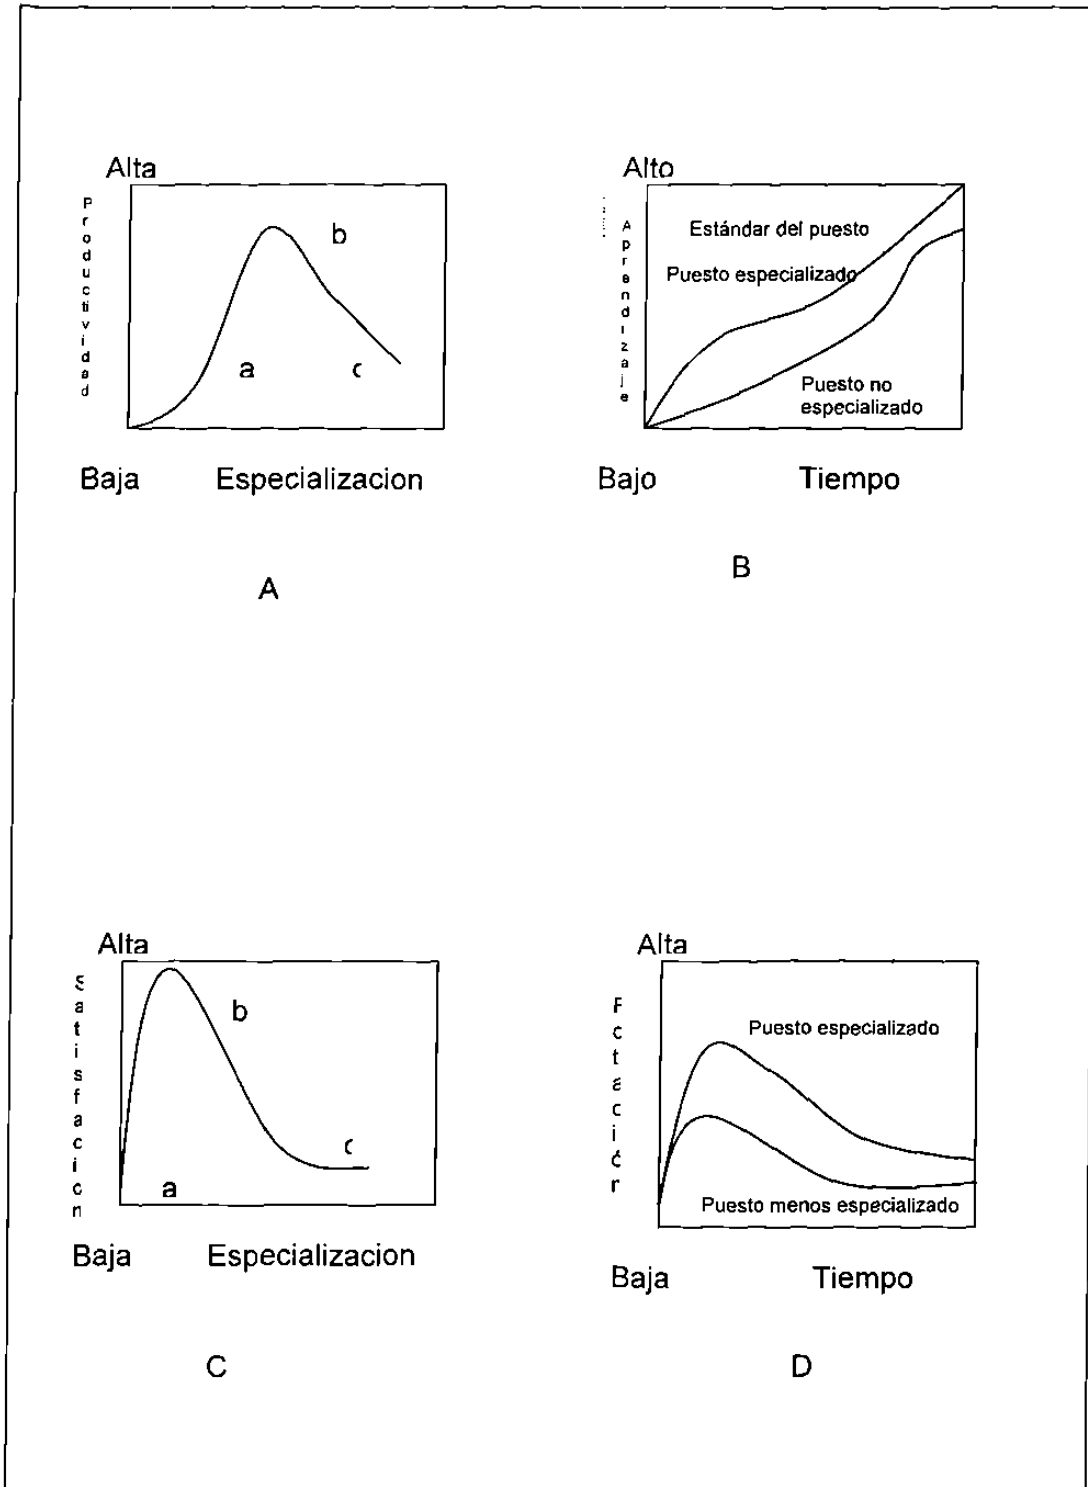 Alta
Productividad
b
a
c
Baja
Especializacion
A
Alto
Aprendizaje
Estándar del puesto
Puesto especializado
Puesto no
especializado
Bajo
Tiempo
B
Alta
Satisfacion
b
c
a
Baja
Especializacion
C
Alta
Puesto especializado
Puesto menos especializado
Baja
Tiempo
D